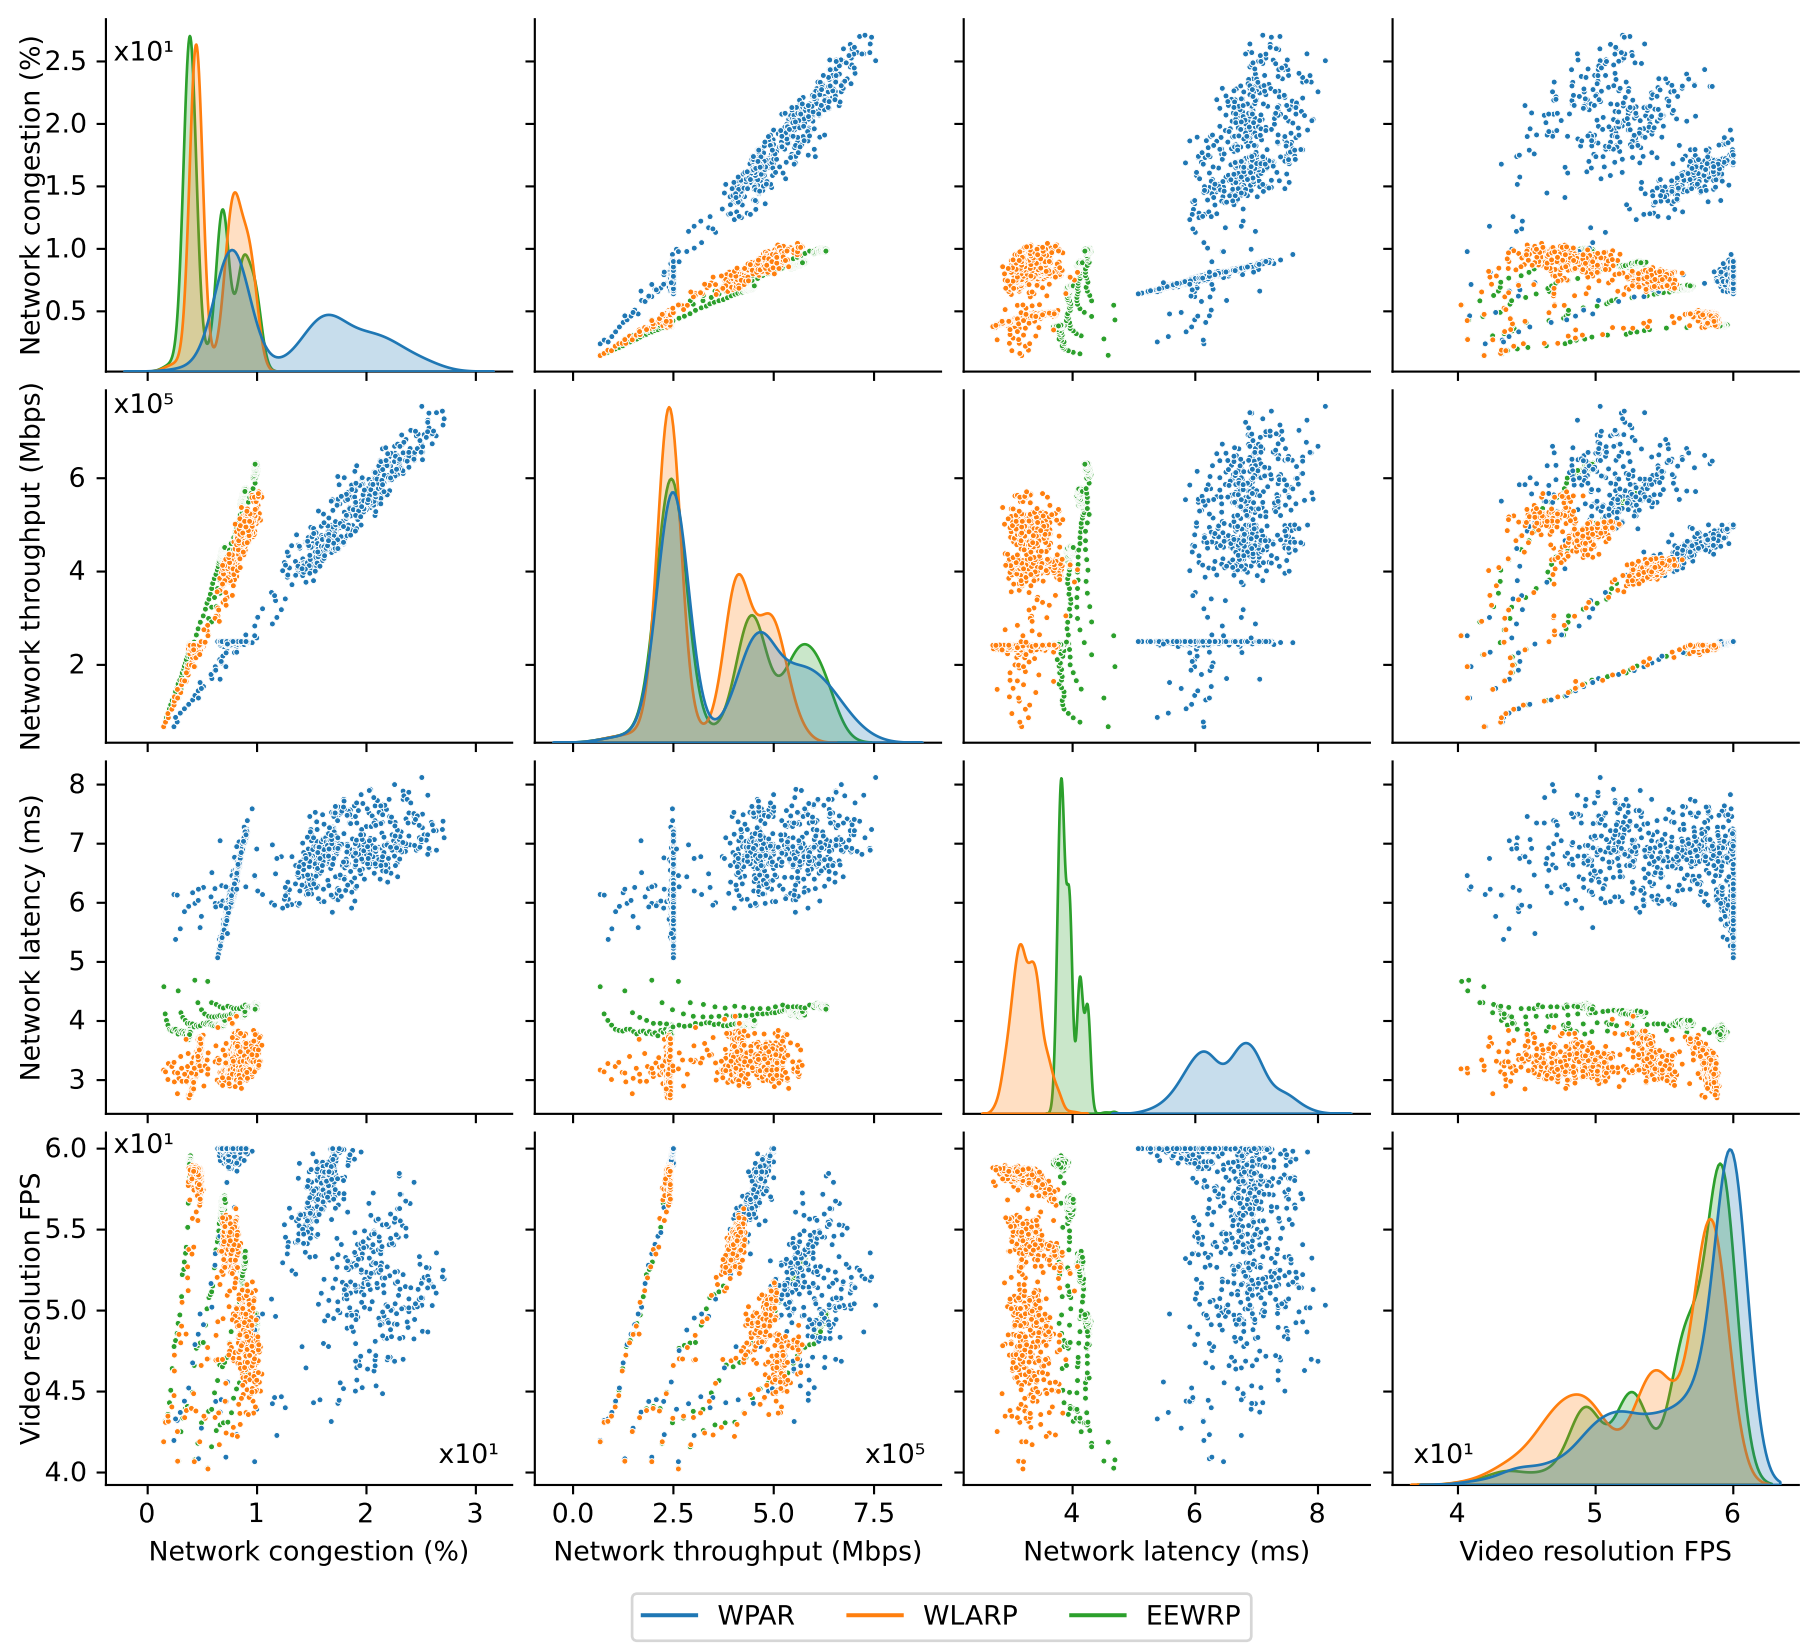 x10¹
Network congestion (%)
2.5
2.0
1.5
1.0
0.5
x10⁵
Network throughput (Mbps)
6
4
2
Network latency (ms)
8
7
6
5
4
3
x10¹
Video resolution FPS
6.0
5.5
5.0
4.5
4.0
x10¹ x10⁵ x10¹
0 1 2 3 0.0 2.5 5.0 7.5 4 6 8 4 5 6
Network congestion (%) Network throughput (Mbps) Network latency (ms) Video resolution FPS
WPAR WLARP EEWRP